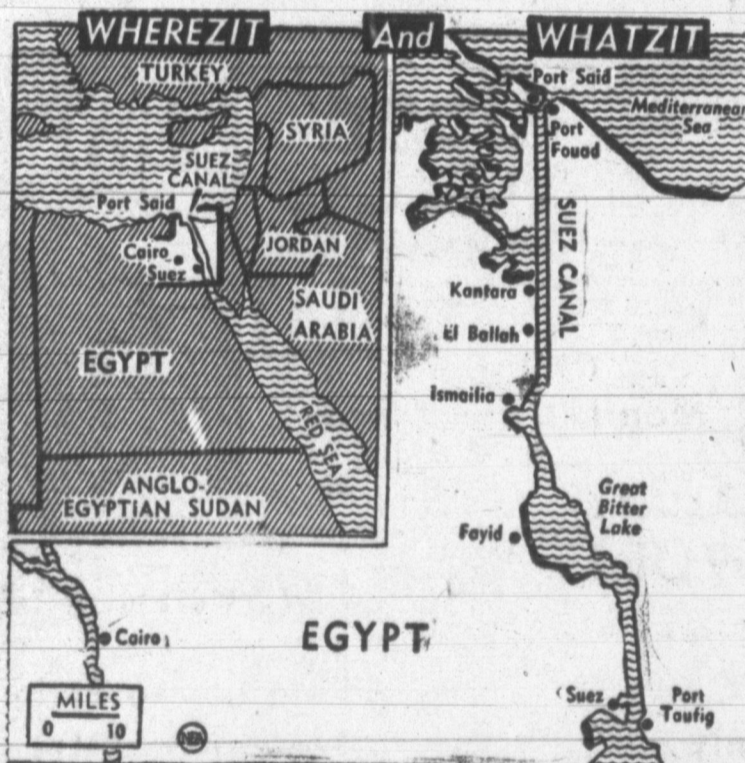 WHEREZIT And WHATZIT
TURKEY
SYRIA
SUEZ
CANAL
Port Said
Cairo
Suez
JORDAN
SAUDI
ARABIA
EGYPT
RED SEA
ANGLO-
EGYPTIAN SUDAN
Port Said
Mediterranean
Sea
Port
Fouad
SUEZ CANAL
Kantara
El Ballah
Ismailia
Great
Bitter
Lake
Fayid
Cairo
EGYPT
Suez
Port
Taufig
MILES
0 10
NEA